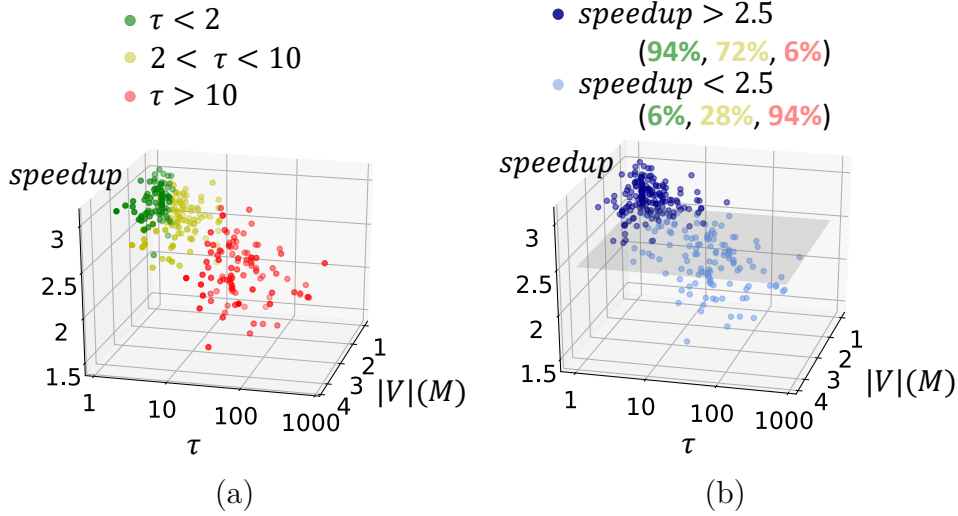 τ < 2
2 < τ < 10
τ > 10
speedup
3
2.5
2
1.5
1
10
100
1000
τ
1
2
3
4
|V|(M)
(a)
speedup > 2.5
(94%, 72%, 6%)
speedup < 2.5
(6%, 28%, 94%)
speedup
3
2.5
2
1.5
1
10
100
1000
τ
1
2
3
4
|V|(M)
(b)